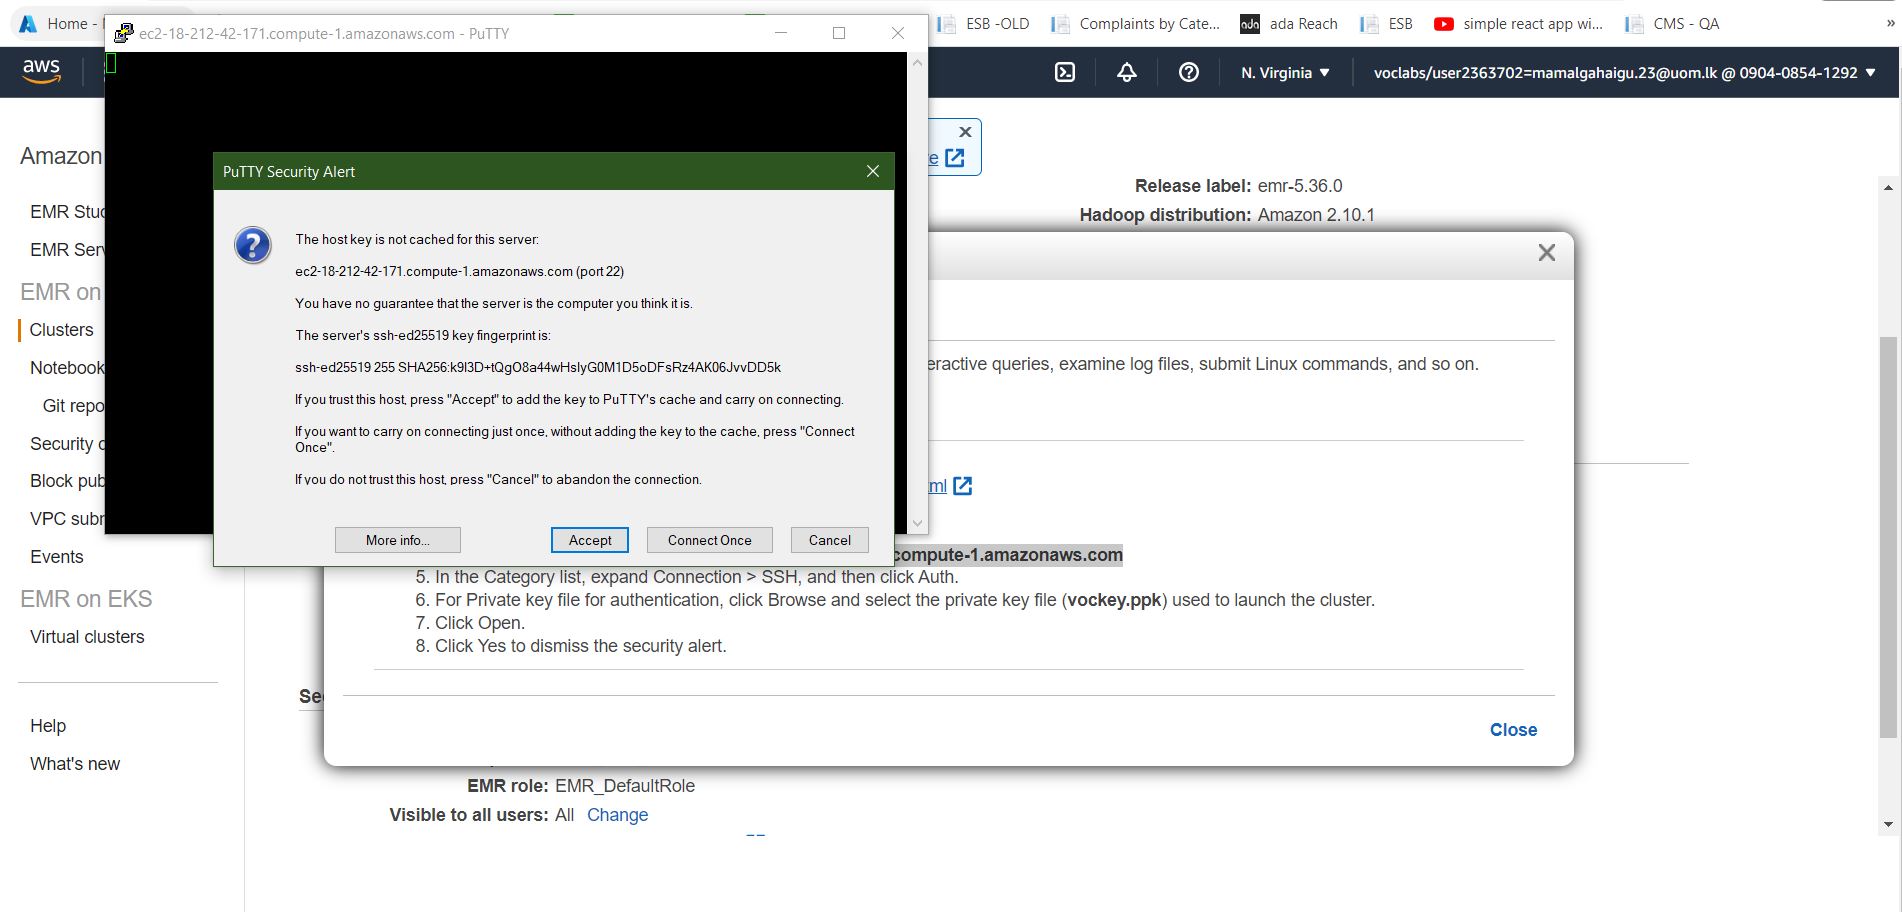 Home -
ESB -OLD
Complaints by Cate...
ada
ada Reach
ESB
simple react app wi...
CMS - QA
»
ec2-18-212-42-171.compute-1.amazonaws.com - PuTTY
aws
N. Virginia
voclabs/user2363702=mamalgahaigu.23@uom.lk @ 0904-0854-1292
Amazon
EMR Stud
EMR Serv
EMR on
Clusters
Notebook
Git repo
Security c
Block pub
VPC subn
Events
EMR on EKS
Virtual clusters
Help
What's new
PuTTY Security Alert
The host key is not cached for this server:
ec2-18-212-42-171.compute-1.amazonaws.com (port 22)
You have no guarantee that the server is the computer you think it is.
The server's ssh-ed25519 key fingerprint is:
ssh-ed25519 255 SHA256:k9l3D+tQgO8a44wHslyG0M1D5oDFsRz4AK06JvvDD5k
If you trust this host, press "Accept" to add the key to PuTTY's cache and carry on connecting.
If you want to carry on connecting just once, without adding the key to the cache, press "Connect
Once".
If you do not trust this host, press "Cancel" to abandon the connection.
More info...
Accept
Connect Once
Cancel
e
Release label: emr-5.36.0
Hadoop distribution: Amazon 2.10.1
eractive queries, examine log files, submit Linux commands, and so on.
ml
compute-1.amazonaws.com
5. In the Category list, expand Connection > SSH, and then click Auth.
6. For Private key file for authentication, click Browse and select the private key file (vockey.ppk) used to launch the cluster.
7. Click Open.
8. Click Yes to dismiss the security alert.
Close
Sec
EMR role: EMR_DefaultRole
Visible to all users: All Change